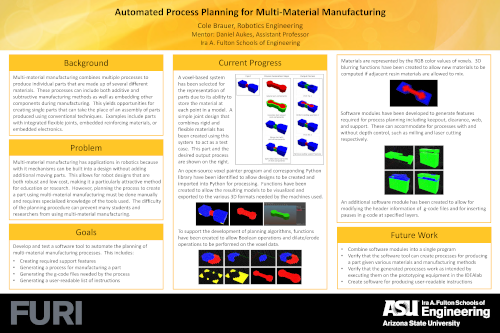 Automated Process Planning for Multi-Material Manufacturing
Cole Brauer, Robotics Engineering
Mentor: Daniel Aukes, Assistant Professor
Ira A. Fulton Schools of Engineering
Background
Multi-material manufacturing combines multiple processes to
produce individual parts that are made up of several different
materials. These processes can include both additive and
subtractive manufacturing methods as well as embedding other
components during manufacturing. This yields opportunities for
creating single parts that can take the place of an assembly of parts
produced using conventional techniques. Examples include parts
with integrated flexible joints, embedded reinforcing materials, or
embedded electronics.
Problem
Multi-material manufacturing has applications in robotics because
with it mechanisms can be built into a design without adding
additional moving parts. This allows for robot designs that are
both robust and low cost, making it a particularly attractive method
for education or research. However, planning the process to create
a part using multi-material manufacturing must be done manually
and requires specialized knowledge of the tools used. The difficulty
of the planning procedure can prevent many students and
researchers from using multi-material manufacturing.
Goals
Develop and test a software tool to automate the planning of
multi-material manufacturing processes. This includes:
• Creating required support features
• Generating a process for manufacturing a part
• Generating the g-code files needed by the process
• Generating a user-readable list of instructions
Current Progress
A voxel-based system
has been selected for the
representation of parts
due to its ability to
store the material at
each point in a model. A
simple joint design that
combines rigid and
flexible materials has
been created using this
system to act as a test
case. This part and the
desired output process
are shown on the right.
An open-source voxel painter program and corresponding Python
library have been identified to allow designs to be created and
imported into Python for processing. Functions have been
created to allow the resulting models to be visualized and
exported to the various 3D formats needed by the machines used.
To support the development of planning algorithms, functions
have been created to allow Boolean operations and dilate/erode
operations to be performed on the voxel data.
Materials are represented by the RGB color values of voxels. 3D
blurring functions have been created to allow new materials to be
computed if adjacent resin materials are allowed to mix.
Software modules have been developed to generate features
required for process planning including keepout, clearance, web,
and support. These can accommodate for processes with and
without depth control, such as milling and laser cutting
respectively.
An additional software module has been created to allow for
modifying the header information of .g-code files and for inserting
pauses in g-code at specified layers.
Future Work
• Combine software modules into a single program
• Verify that the software tool can create processes for producing
a part given various materials and manufacturing methods
• Verify that the generated processes work as intended by
executing them on the prototyping equipment in the IDEAlab
• Create software for producing user-readable instructions
FURI
ASU Ira A. Fulton Schools of
Engineering
Arizona State University